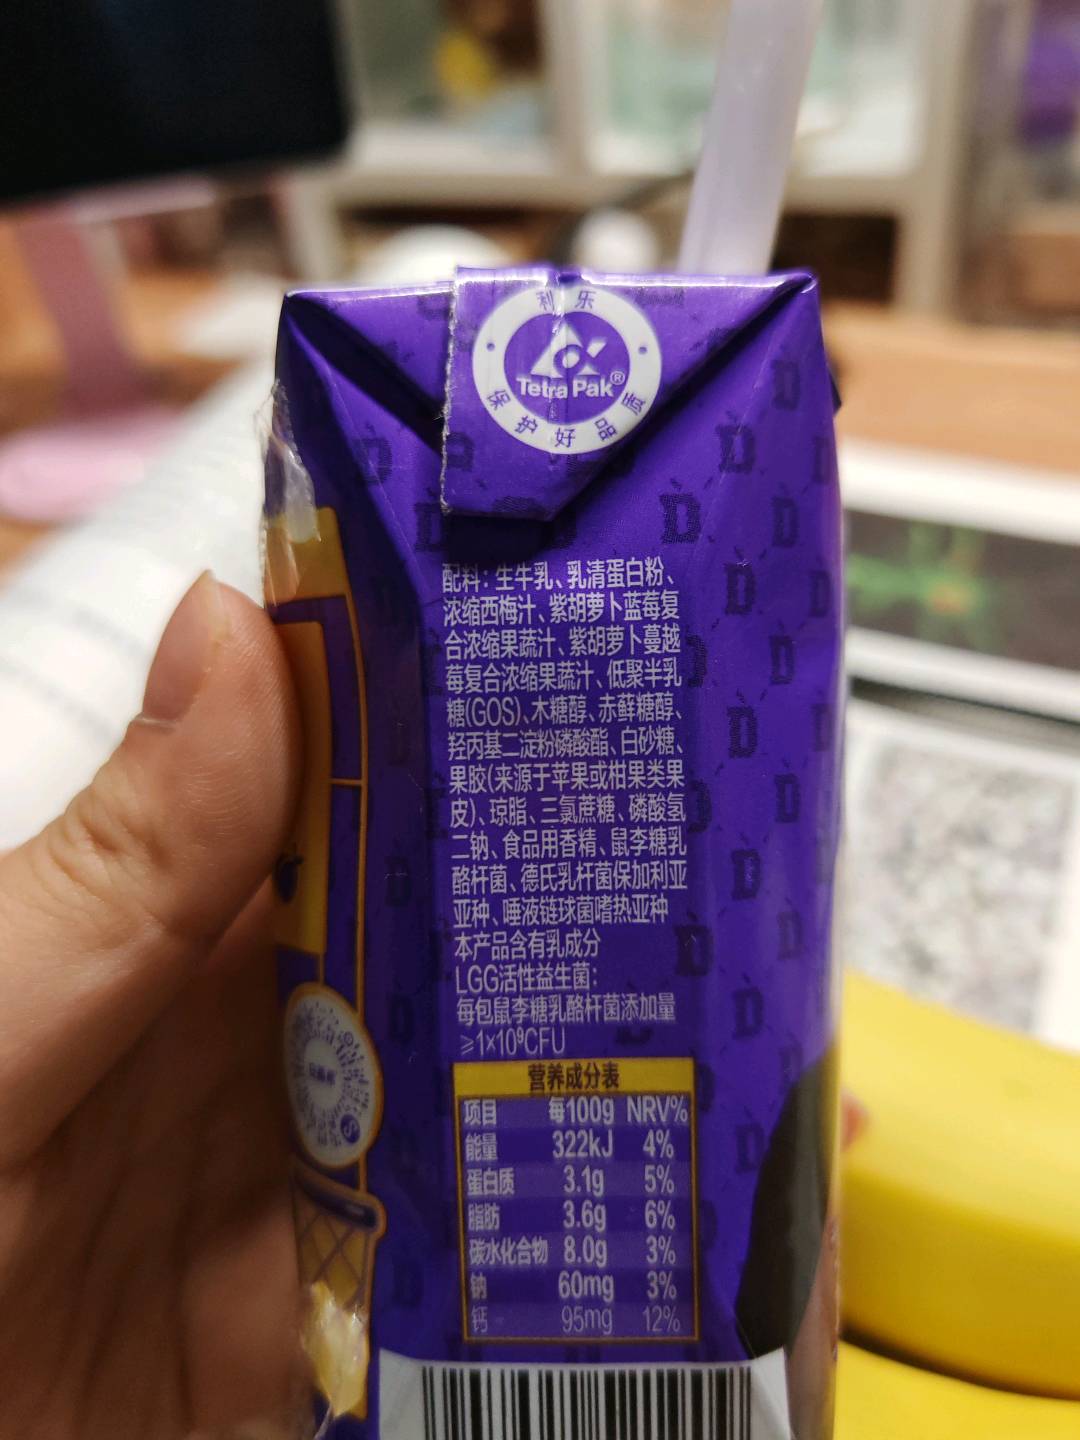 利乐
Tetra Pak®
保护好品质
配料：生牛乳、乳清蛋白粉、
浓缩西梅汁、紫胡萝卜蓝莓复
合浓缩果蔬汁、紫胡萝卜蔓越
莓复合浓缩果蔬汁、低聚半乳
糖(GOS)、木糖醇、赤藓糖醇、
羟丙基二淀粉磷酸酯、白砂糖、
果胶(来源于苹果或柑果类果
皮)、琼脂、三氯蔗糖、磷酸氢
二钠、食品用香精、鼠李糖乳
酪杆菌、德氏乳杆菌保加利亚
亚种、唾液链球菌嗜热亚种
本产品含有乳成分
LGG活性益生菌：
每包鼠李糖乳酪杆菌添加量
⩾1×10⁹CFU
营养成分表
项目 每100g NRV%
能量 322kJ 4%
蛋白质 3.1g 5%
脂肪 3.6g 6%
碳水化合物 8.0g 3%
钠 60mg 3%
钙 95mg 12%